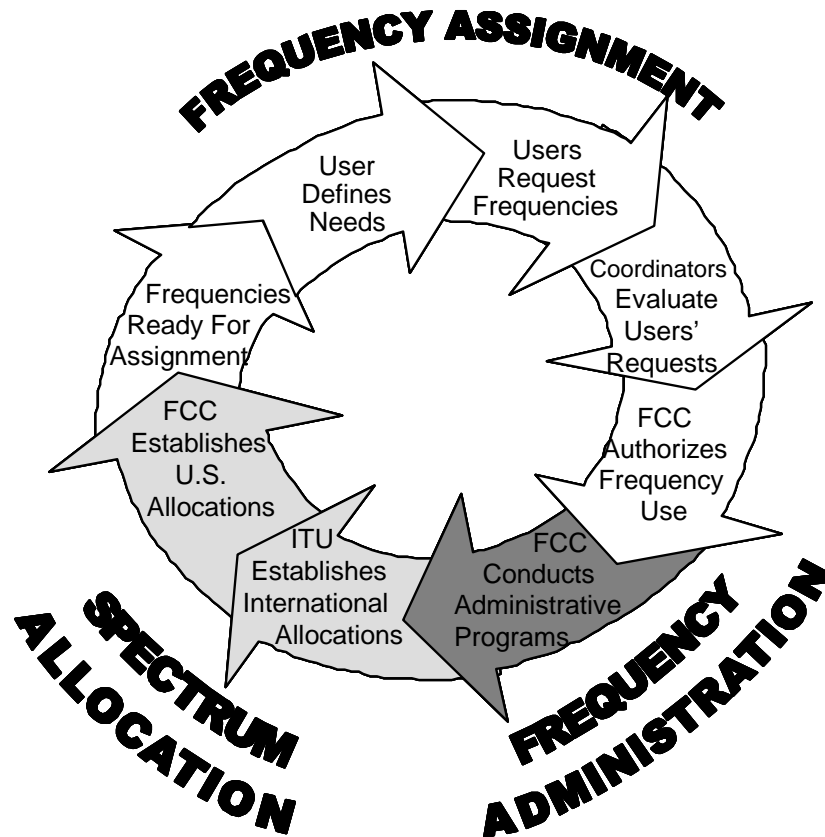 FREQUENCY ASSIGNMENT
User
Defines
Needs
Users
Request
Frequencies
Coordinators
Evaluate
Users'
Requests
FCC
Authorizes
Frequency
Use
FCC
Conducts
Administrative
Programs
ITU
Establishes
International
Allocations
FCC
Establishes
U.S.
Allocations
Frequencies
Ready For
Assignment
SPECTRUM
ALLOCATION
FREQUENCY
ADMINISTRATION